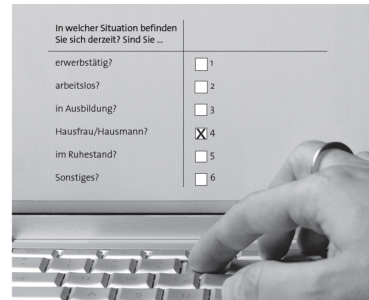 In welcher Situation befinden
Sie sich derzeit? Sind Sie ...
erwerbstätig? 1
arbeitslos? 2
in Ausbildung? 3
Hausfrau/Hausmann? X 4
im Ruhestand? 5
Sonstiges? 6